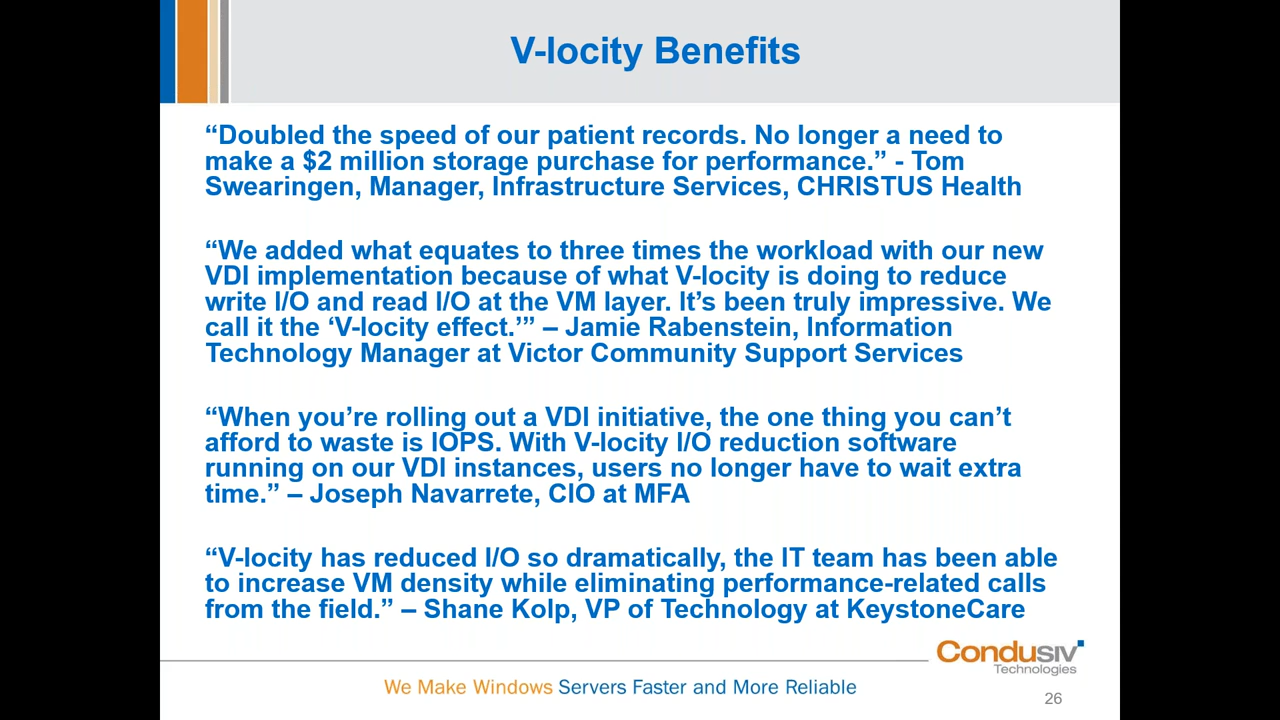 V-locity Benefits
“Doubled the speed of our patient records. No longer a need to
make a $2 million storage purchase for performance.” - Tom
Swearingen, Manager, Infrastructure Services, CHRISTUS Health
“We added what equates to three times the workload with our new
VDI implementation because of what V-locity is doing to reduce
write I/O and read I/O at the VM layer. It’s been truly impressive. We
call it the ‘V-locity effect.’” – Jamie Rabenstein, Information
Technology Manager at Victor Community Support Services
“When you’re rolling out a VDI initiative, the one thing you can’t
afford to waste is IOPS. With V-locity I/O reduction software
running on our VDI instances, users no longer have to wait extra
time.” – Joseph Navarrete, CIO at MFA
“V-locity has reduced I/O so dramatically, the IT team has been able
to increase VM density while eliminating performance-related calls
from the field.” – Shane Kolp, VP of Technology at KeystoneCare
Condusiv
Technologies
We Make Windows Servers Faster and More Reliable
26